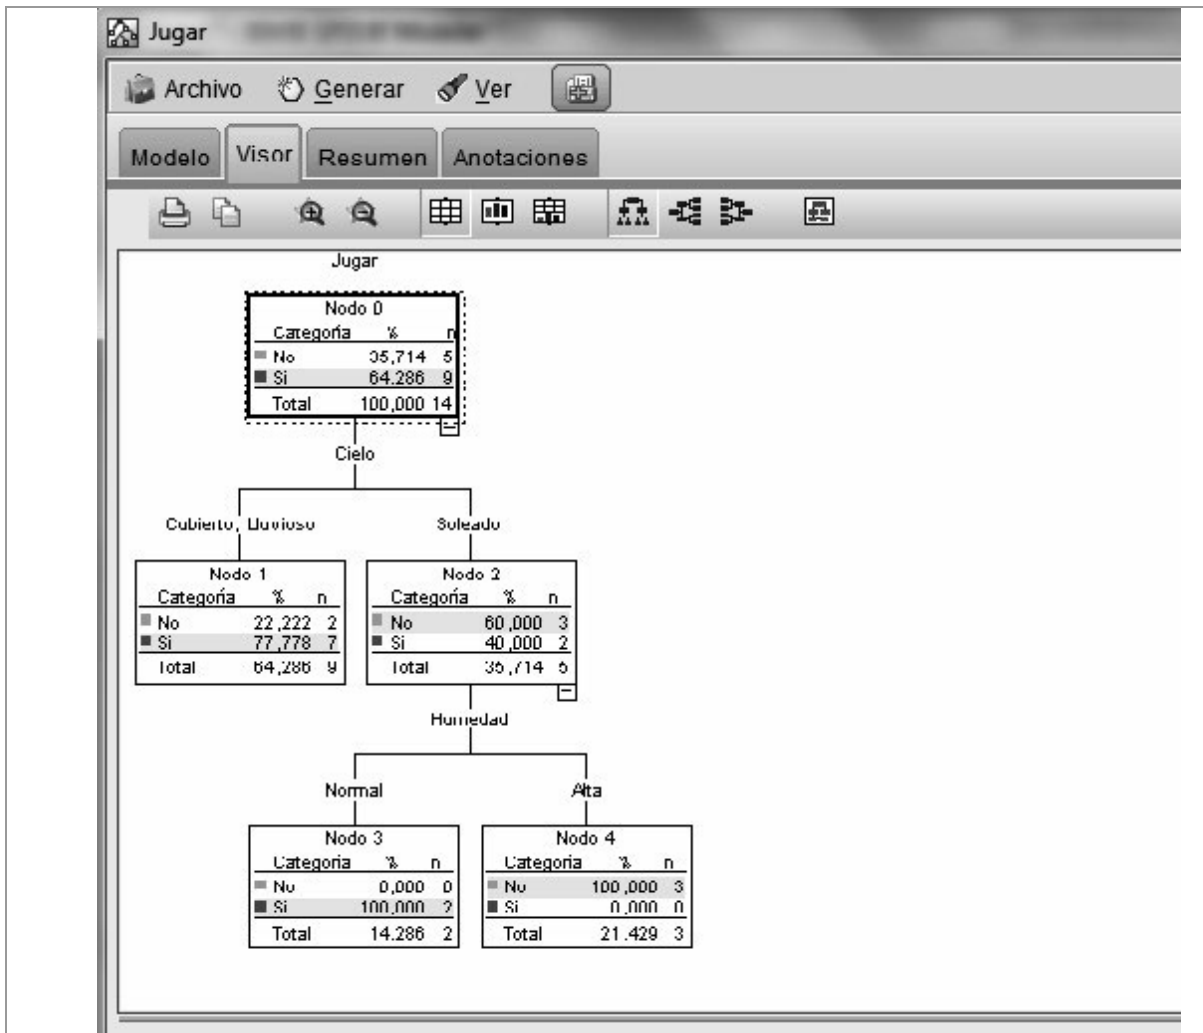 Jugar
Archivo Generar Ver
Modelo Visor Resumen Anotaciones
Jugar
Nodo 0
Categoría % n
No 35,714 5
Si 64.286 9
Total 100,000 14
Cielo
Cubierto, Lluvioso Soleado
Nodo 1
Categoría % n
No 22,222 2
Si 77,778 7
Total 64,286 9
Nodo 2
Categoría % n
No 60,000 3
Si 40,000 2
Total 35,714 5
Humedad
Normal Alta
Nodo 3
Categoría % n
No 0,000 0
Si 100,000 2
Total 14.286 2
Nodo 4
Categoría % n
No 100,000 3
Si 0,000 0
Total 21.429 3